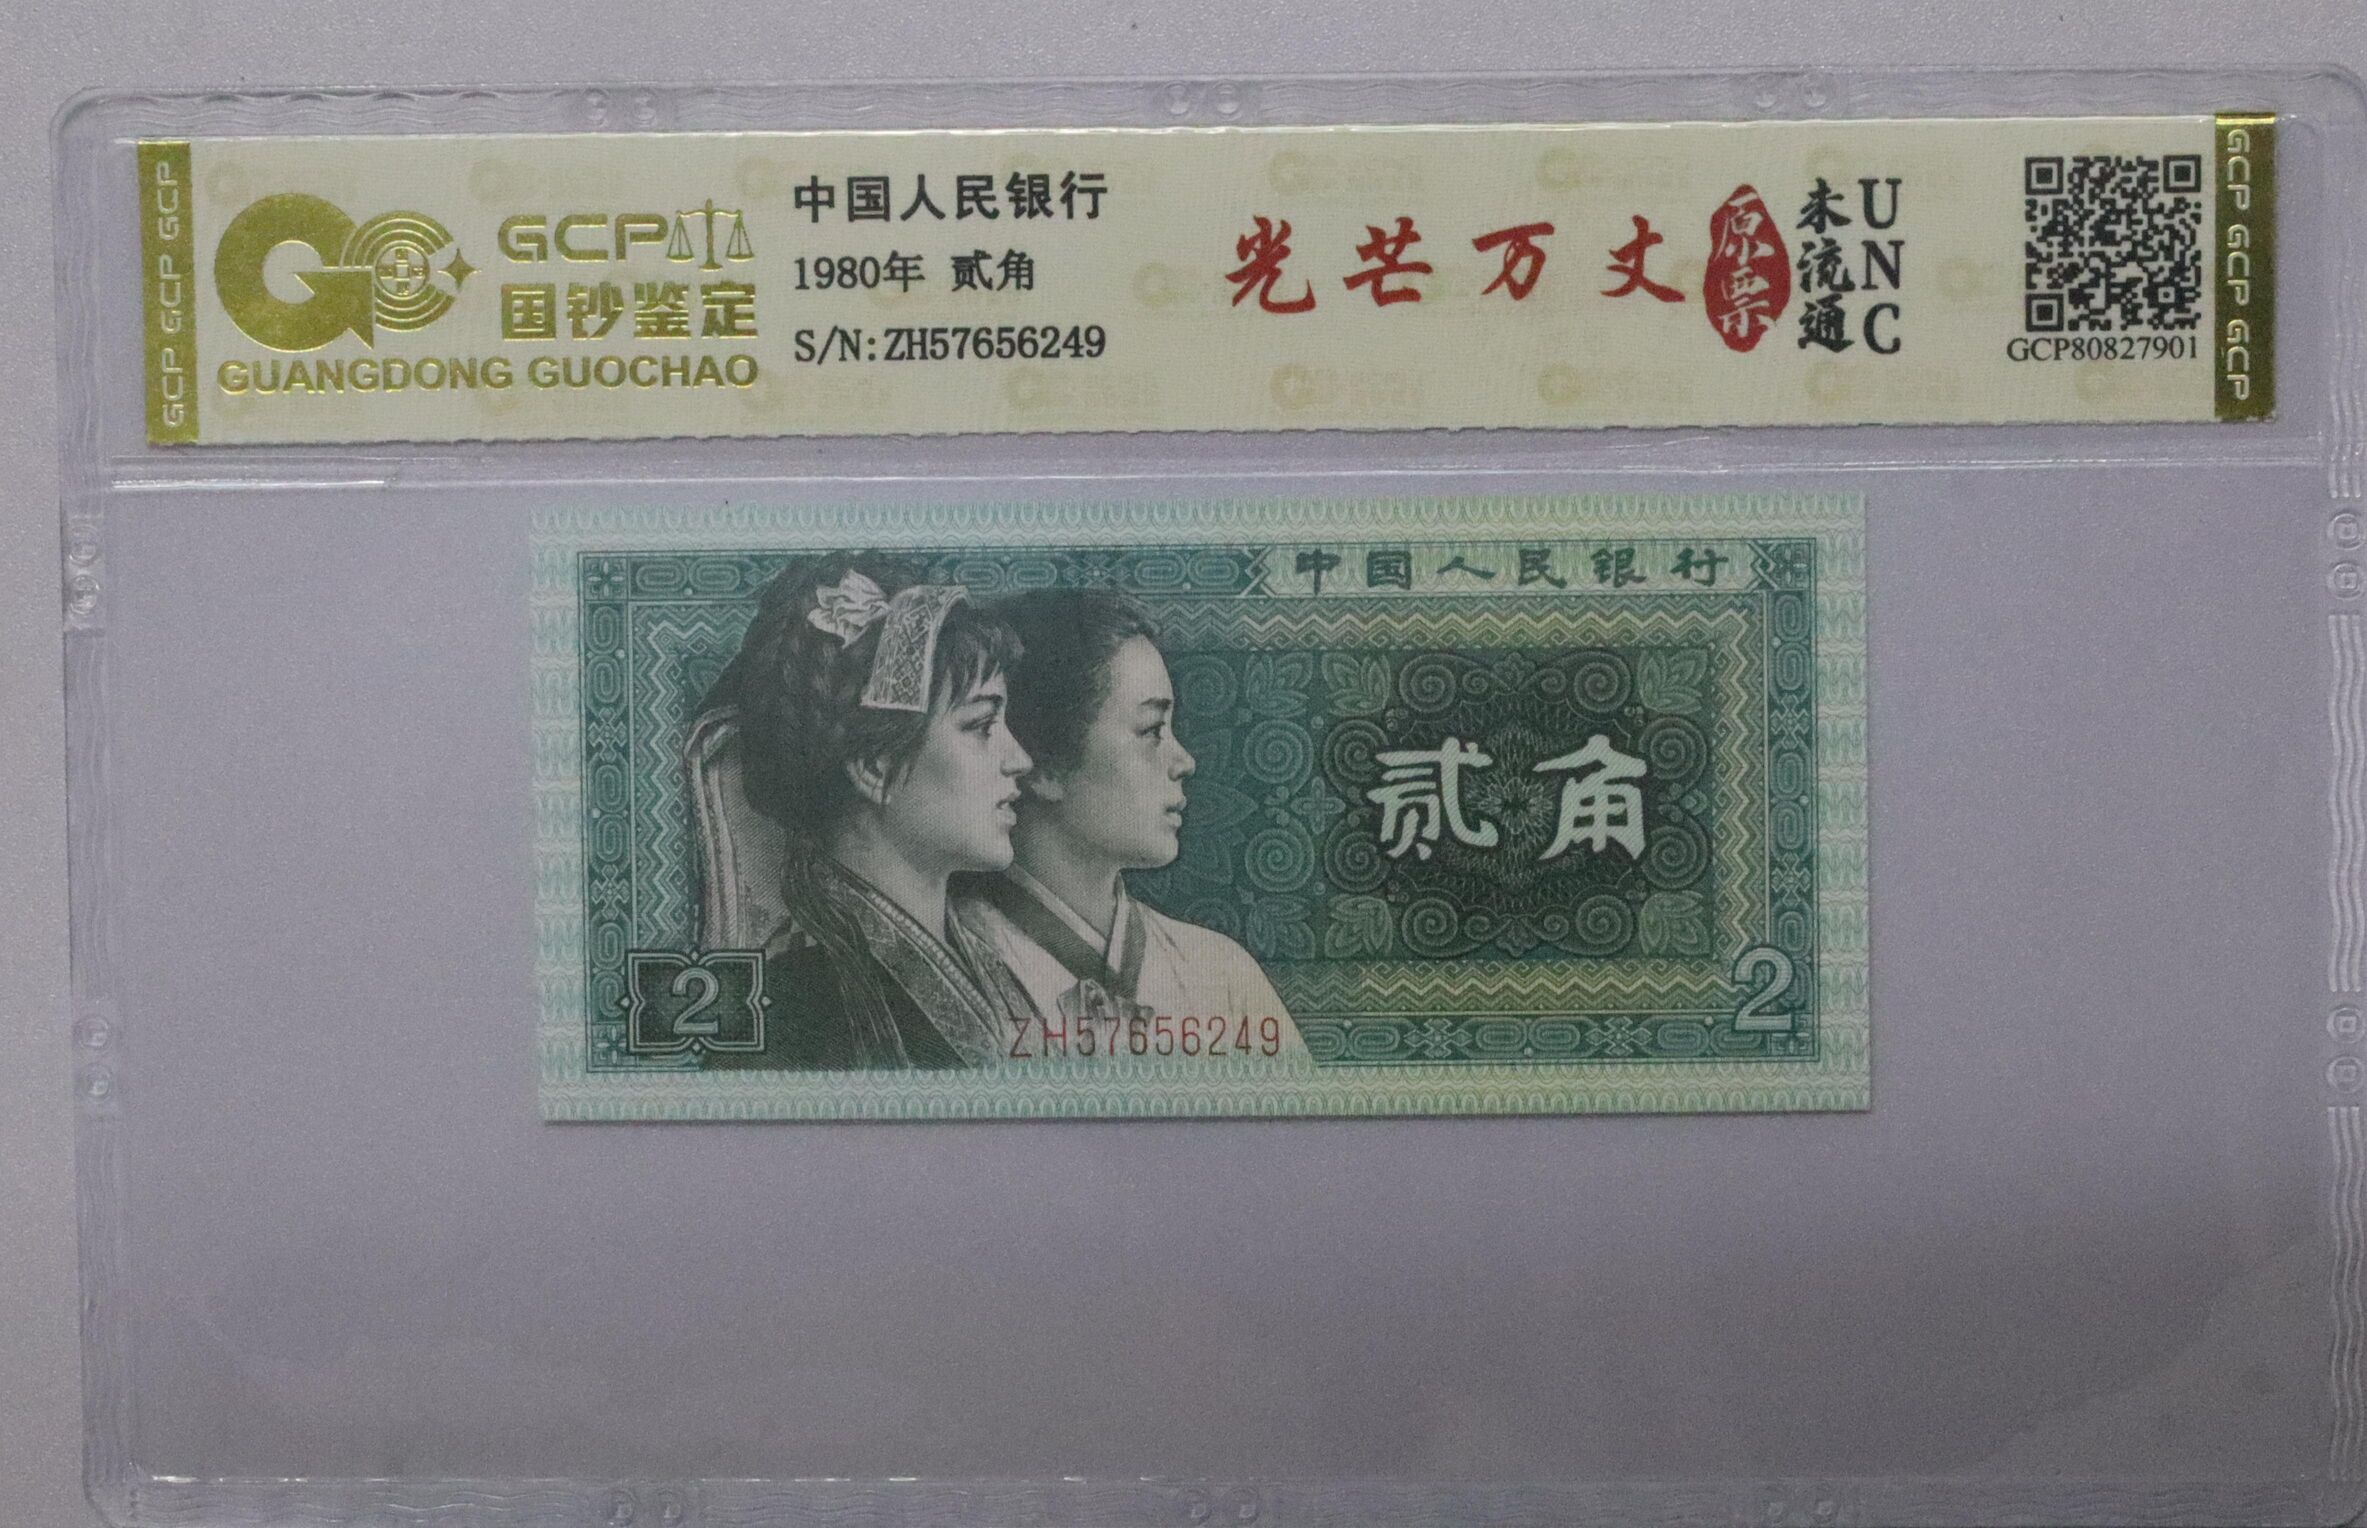 GCP GCP GCP
GCP
国钞鉴定
GUANGDONG GUOCHAO
中国人民银行
1980年 贰角
S/N:ZH57656249
光芒万丈
原票
未流通
UNC
GCP80827901
GCP GCP GCP
中国人民银行
贰角
2
2
ZH57656249